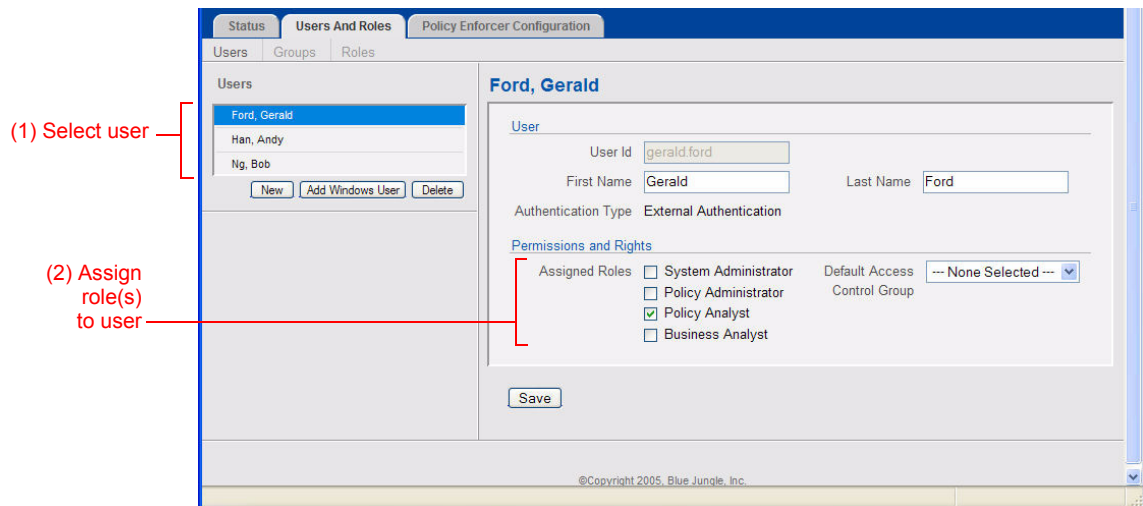 Status Users And Roles Policy Enforcer Configuration
Users Groups Roles
Users
Ford, Gerald
Han, Andy
Ng, Bob
New Add Windows User Delete
(1) Select user
(2) Assign
role(s)
to user
Ford, Gerald
User
User Id gerald.ford
First Name Gerald Last Name Ford
Authentication Type External Authentication
Permissions and Rights
Assigned Roles System Administrator
Policy Administrator
Policy Analyst
Business Analyst
Default Access
Control Group
--- None Selected ---
Save
©Copyright 2005, Blue Jungle, Inc.